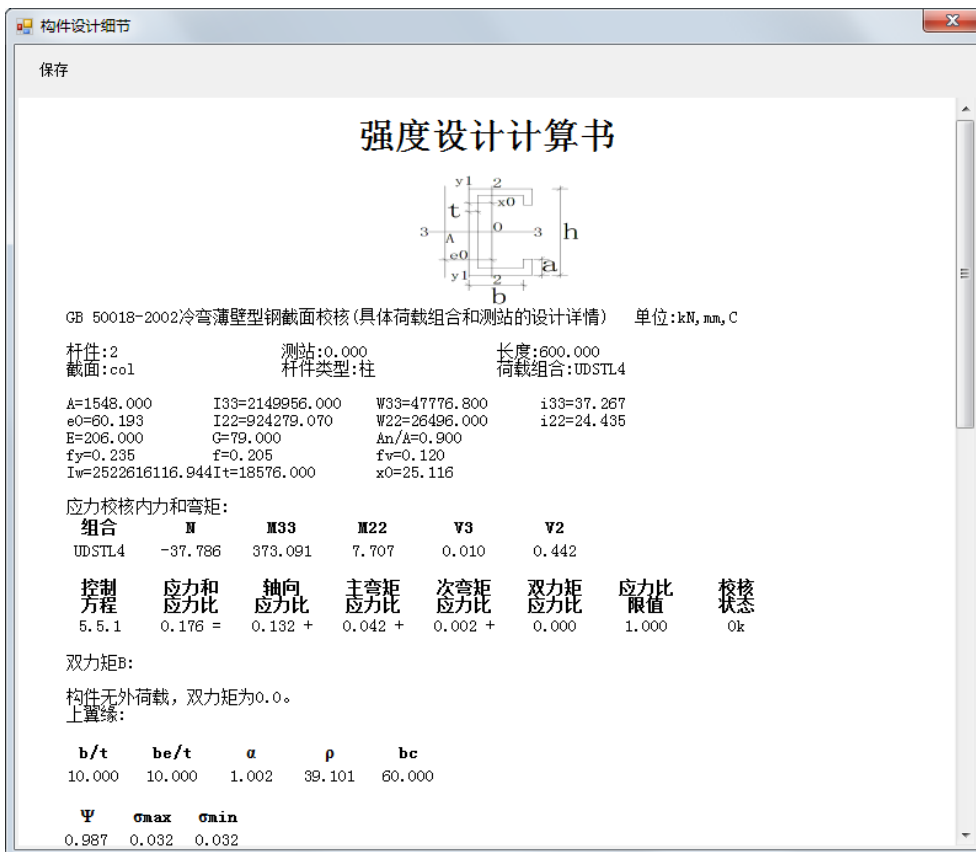 构件设计细节
保存
强度设计计算书
y1 2
t x0
3 0 3 h
A
e0 a
y1 2
b
GB 50018-2002冷弯薄壁型钢截面校核(具体荷载组合和测站的设计详情) 单位:kN,mm,C
杆件:2 测站:0.000 长度:600.000
截面:col 杆件类型:柱 荷载组合:UDSTL4
A=1548.000 I33=2149956.000 W33=47776.800 i33=37.267
e0=60.193 I22=924279.070 W22=26496.000 i22=24.435
E=206.000 G=79.000 An/A=0.900
fy=0.235 f=0.205 fv=0.120
Iw=2522616116.944It=18576.000 x0=25.116
应力校核内力和弯矩:
组合 N M33 M22 V3 V2
UDSTL4 -37.786 373.091 7.707 0.010 0.442
控制 应力和 轴向 主弯矩 次弯矩 双力矩 应力比 校核
方程 应力比 应力比 应力比 应力比 应力比 限值 状态
5.5.1 0.176 = 0.132 + 0.042 + 0.002 + 0.000 1.000 Ok
双力矩B:
构件无外荷载，双力矩为0.0。
上翼缘:
b/t be/t α ρ bc
10.000 10.000 1.002 39.101 60.000
Ψ σmax σmin
0.987 0.032 0.032